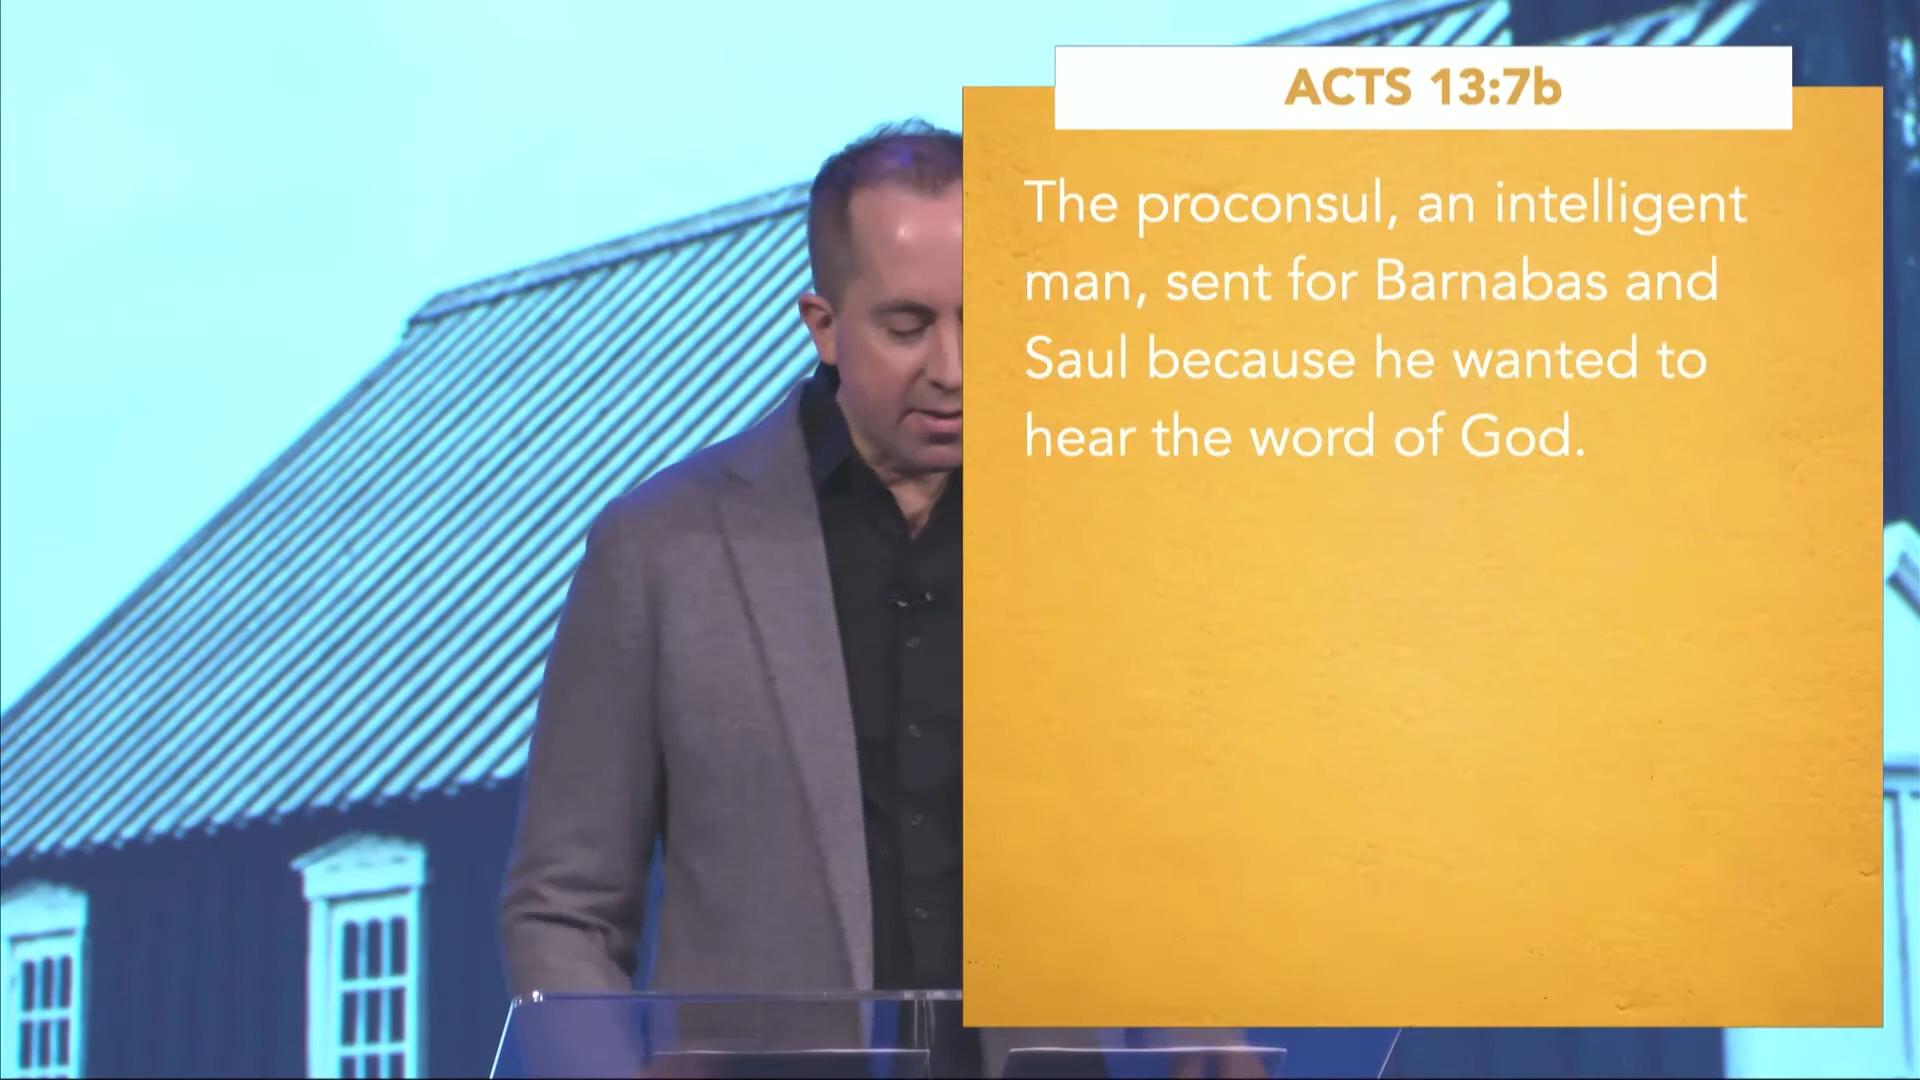 ACTS 13:7b
The proconsul, an intelligent
man, sent for Barnabas and
Saul because he wanted to
hear the word of God.